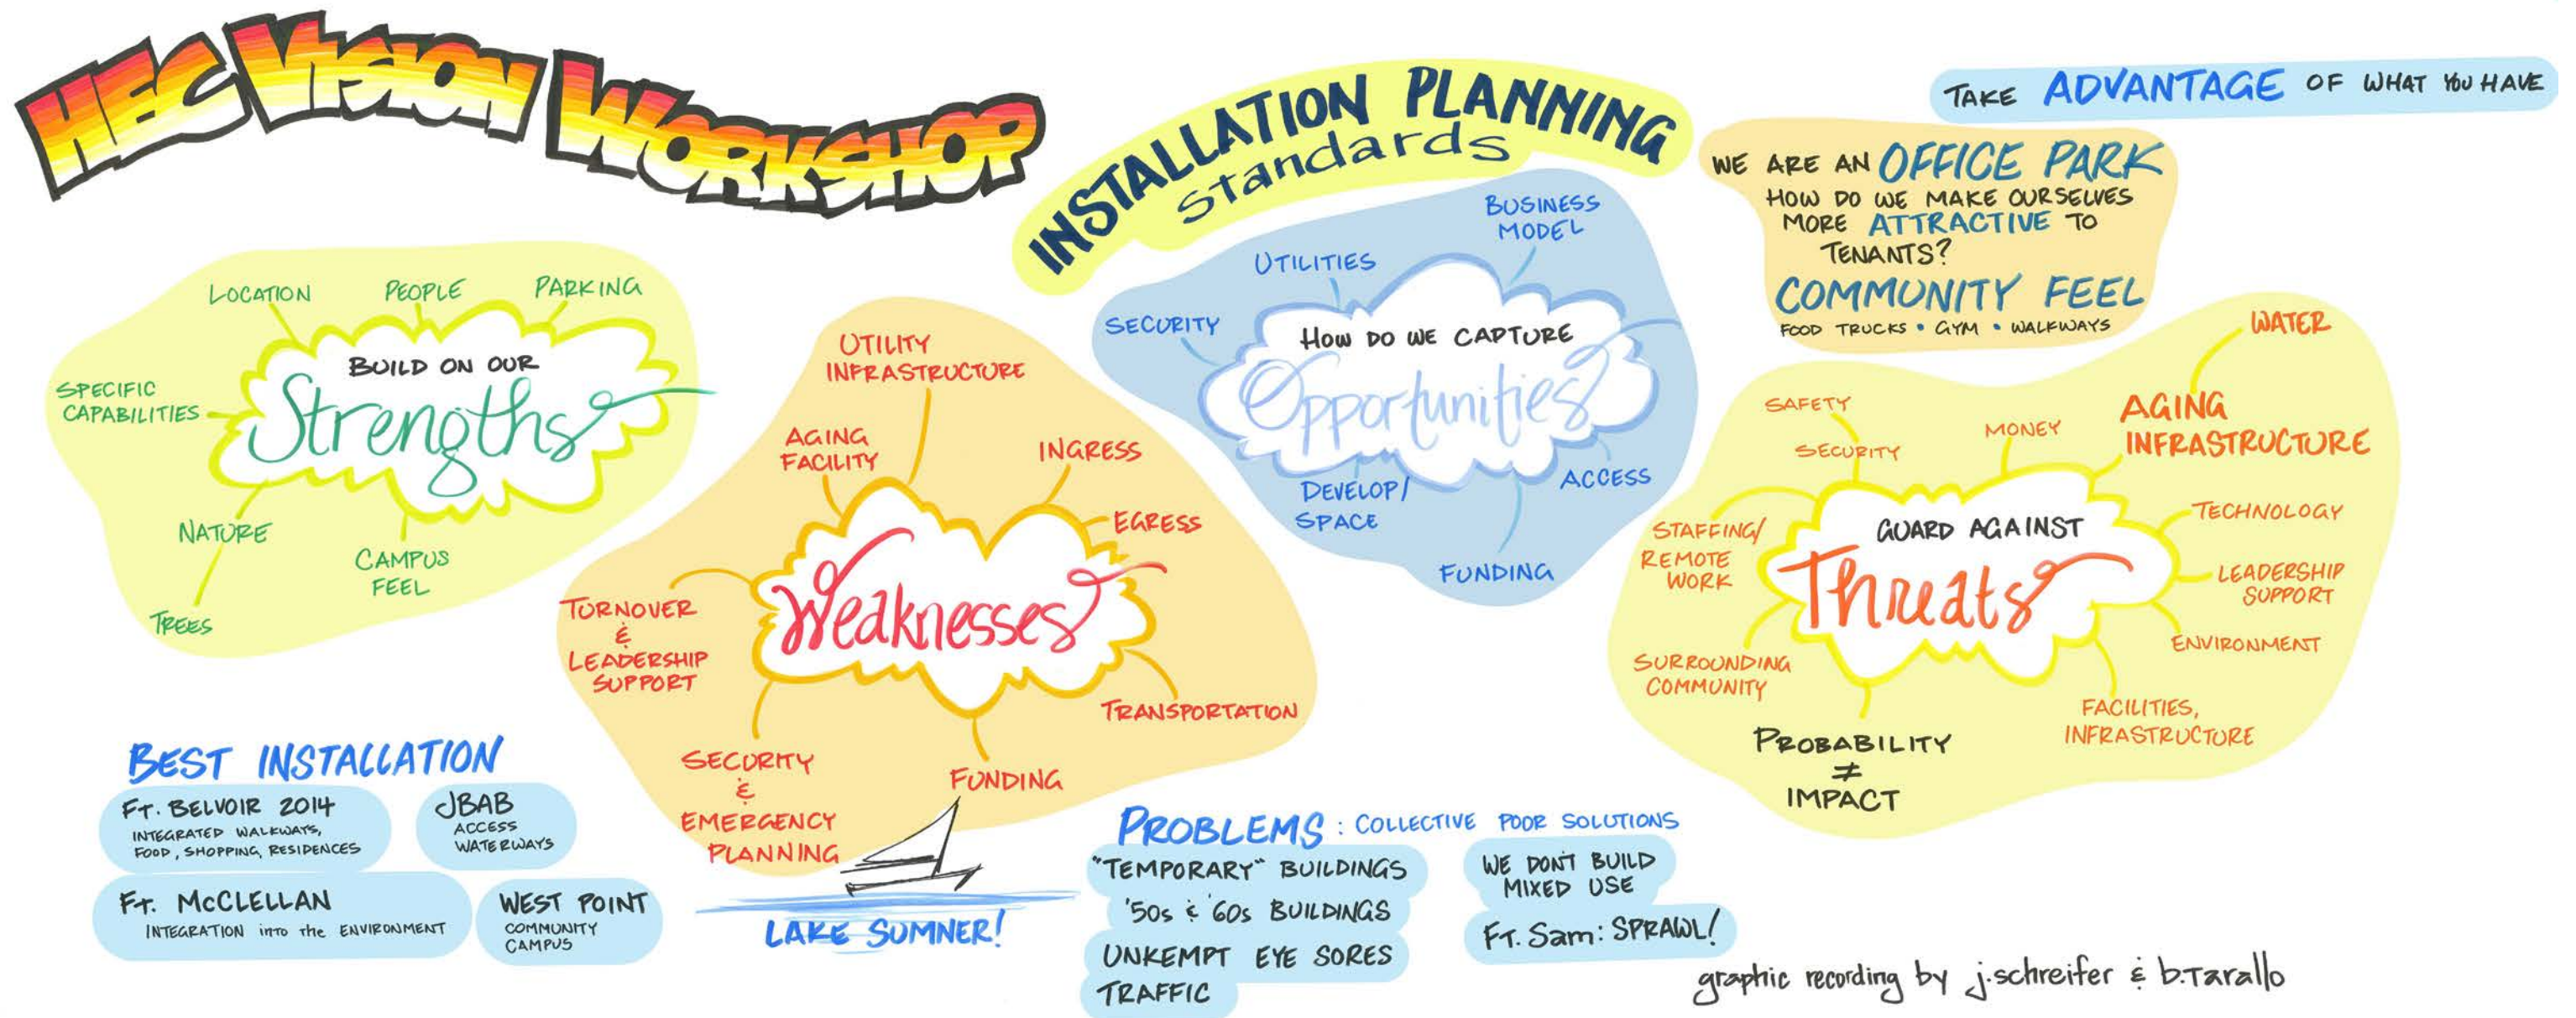 HEC VISION WORKSHOP
INSTALLATION PLANNING
standards
TAKE ADVANTAGE OF WHAT YOU HAVE
WE ARE AN OFFICE PARK
HOW DO WE MAKE OURSELVES
MORE ATTRACTIVE TO
TENANTS?
COMMUNITY FEEL
FOOD TRUCKS • GYM • WALKWAYS
LOCATION
PEOPLE
PARKING
BUILD ON OUR
Strengths
SPECIFIC
CAPABILITIES
NATURE
TREES
CAMPUS
FEEL
UTILITY
INFRASTRUCTURE
AGING
FACILITY
INGRESS
EGRESS
Weaknesses
TURNOVER
&
LEADERSHIP
SUPPORT
SECURITY
&
EMERGENCY
PLANNING
FUNDING
TRANSPORTATION
BUSINESS
MODEL
UTILITIES
SECURITY
HOW DO WE CAPTURE
Opportunities
DEVELOP/
SPACE
ACCESS
FUNDING
WATER
AGING
INFRASTRUCTURE
SAFETY
SECURITY
MONEY
TECHNOLOGY
GUARD AGAINST
Threats
STAFFING/
REMOTE
WORK
LEADERSHIP
SUPPORT
ENVIRONMENT
SURROUNDING
COMMUNITY
FACILITIES,
INFRASTRUCTURE
PROBABILITY
≠
IMPACT
BEST INSTALLATION
FT. BELVOIR 2014
INTEGRATED WALKWAYS,
FOOD, SHOPPING, RESIDENCES
JBAB
ACCESS
WATERWAYS
FT. McCLELLAN
INTEGRATION into the ENVIRONMENT
WEST POINT
COMMUNITY
CAMPUS
LAKE SUMNER!
PROBLEMS: COLLECTIVE POOR SOLUTIONS
"TEMPORARY" BUILDINGS
'50s & '60s BUILDINGS
UNKEMPT EYE SORES
TRAFFIC
WE DON'T BUILD
MIXED USE
FT. Sam: SPRAWL!
graphic recording by j.schreifer & b.Tarallo